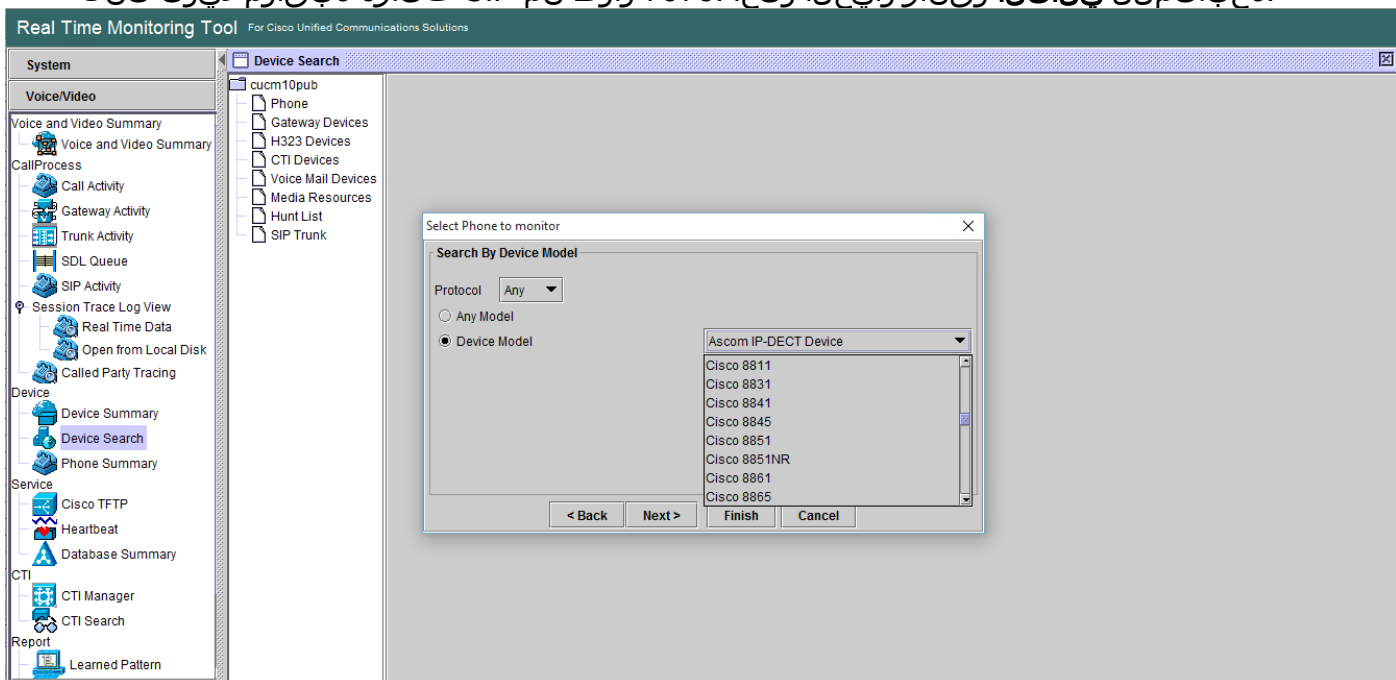 Real Time Monitoring Tool For Cisco Unified Communications Solutions
System
Voice/Video
Voice and Video Summary
Voice and Video Summary
CallProcess
Call Activity
Gateway Activity
Trunk Activity
SDL Queue
SIP Activity
Session Trace Log View
Real Time Data
Open from Local Disk
Called Party Tracing
Device
Device Summary
Device Search
Phone Summary
Service
Cisco TFTP
Heartbeat
Database Summary
CTI
CTI Manager
CTI Search
Report
Learned Pattern
Device Search
cucm10pub
Phone
Gateway Devices
H323 Devices
CTI Devices
Voice Mail Devices
Media Resources
Hunt List
SIP Trunk
Select Phone to monitor
Search By Device Model
Protocol Any
Any Model
Device Model Ascom IP-DECT Device
Cisco 8811
Cisco 8831
Cisco 8841
Cisco 8845
Cisco 8851
Cisco 8851NR
Cisco 8861
Cisco 8865
< Back Next > Finish Cancel